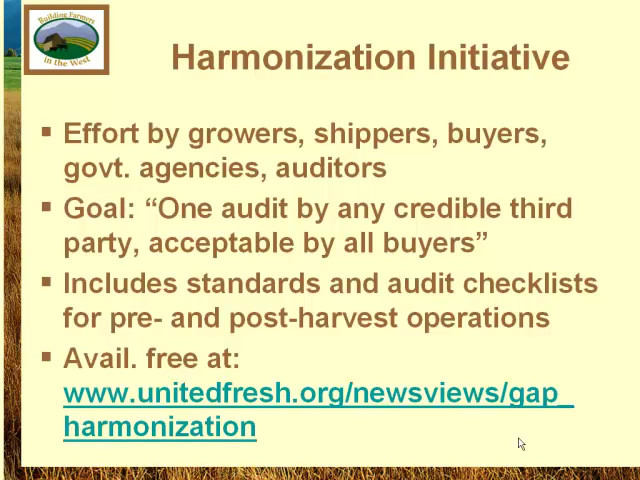 Building Farmers
in the West
Harmonization Initiative
▪ Effort by growers, shippers, buyers,
govt. agencies, auditors
▪ Goal: “One audit by any credible third
party, acceptable by all buyers”
▪ Includes standards and audit checklists
for pre- and post-harvest operations
▪ Avail. free at:
www.unitedfresh.org/newsviews/gap_
harmonization